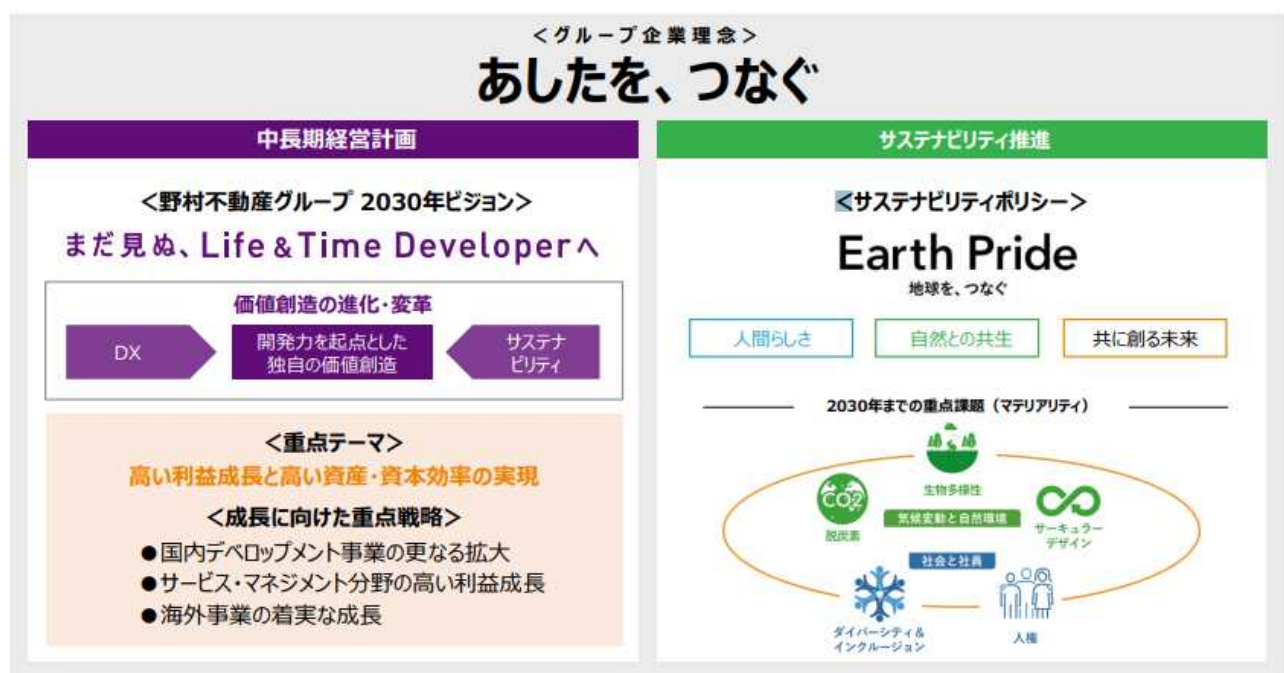 ＜グループ企業理念＞
あしたを、つなぐ
中長期経営計画
＜野村不動産グループ 2030年ビジョン＞
まだ見ぬ、Life & Time Developerへ
価値創造の進化・変革
DX
開発力を起点とした
独自の価値創造
サステナ
ビリティ
＜重点テーマ＞
高い利益成長と高い資産・資本効率の実現
＜成長に向けた重点戦略＞
●国内デベロップメント事業の更なる拡大
●サービス・マネジメント分野の高い利益成長
●海外事業の着実な成長
サステナビリティ推進
＜サステナビリティポリシー＞
Earth Pride
地球を、つなぐ
人間らしさ
自然との共生
共に創る未来
2030年までの重点課題（マテリアリティ）
生物多様性
CO2
脱炭素
気候変動と自然環境
サーキュラー
デザイン
社会と社員
ダイバーシティ＆
インクルージョン
人権